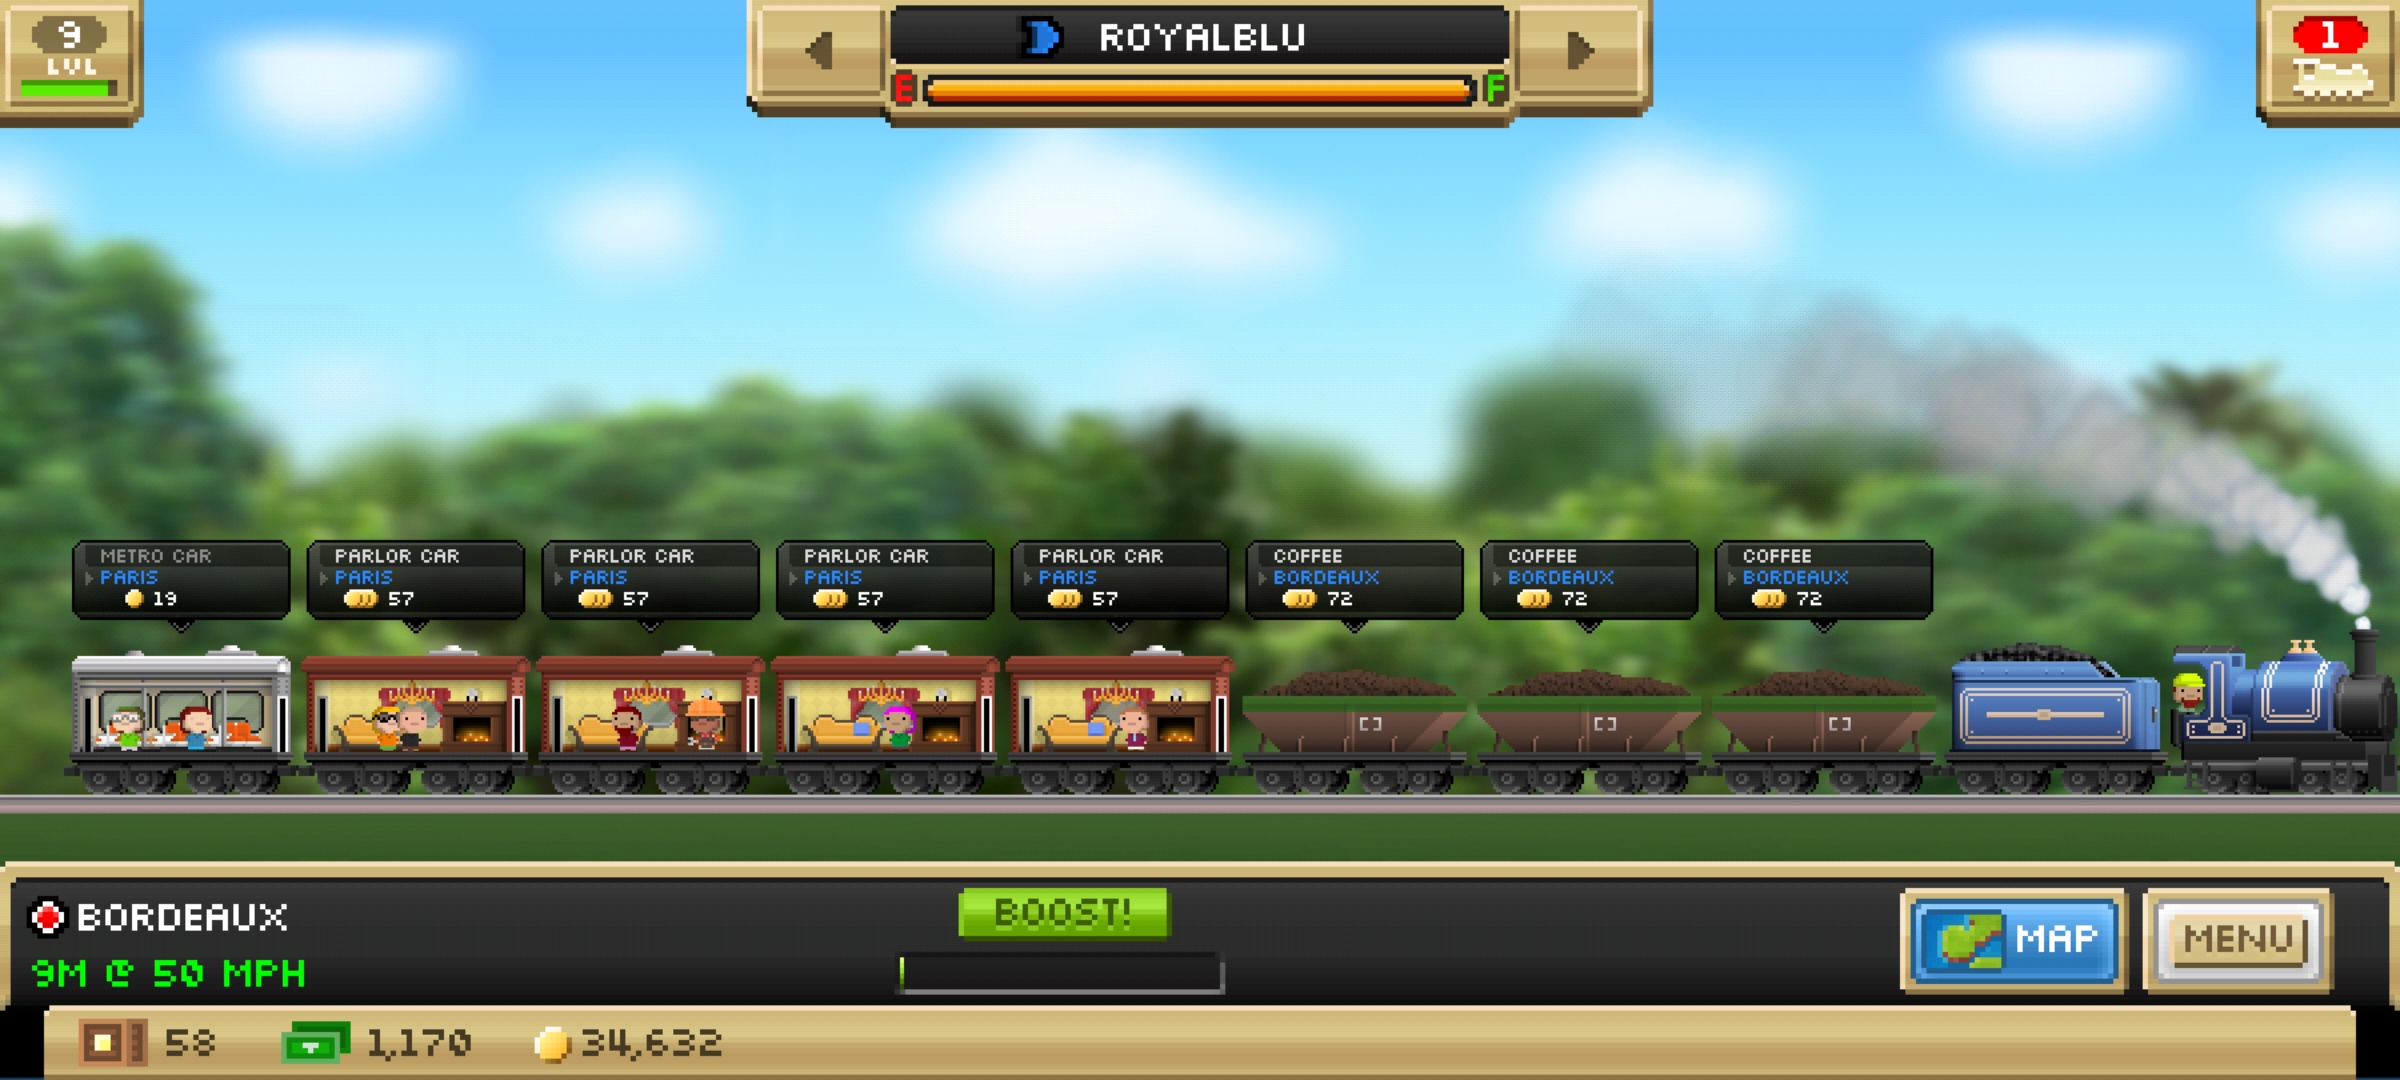 9
LVL
ROYALBLU
E F
1
METRO CAR
PARIS
19
PARLOR CAR
PARIS
57
PARLOR CAR
PARIS
57
PARLOR CAR
PARIS
57
PARLOR CAR
PARIS
57
COFFEE
BORDEAUX
72
COFFEE
BORDEAUX
72
COFFEE
BORDEAUX
72
BORDEAUX
9M @ 50 MPH
BOOST!
MAP
MENU
58
1,170
34,632